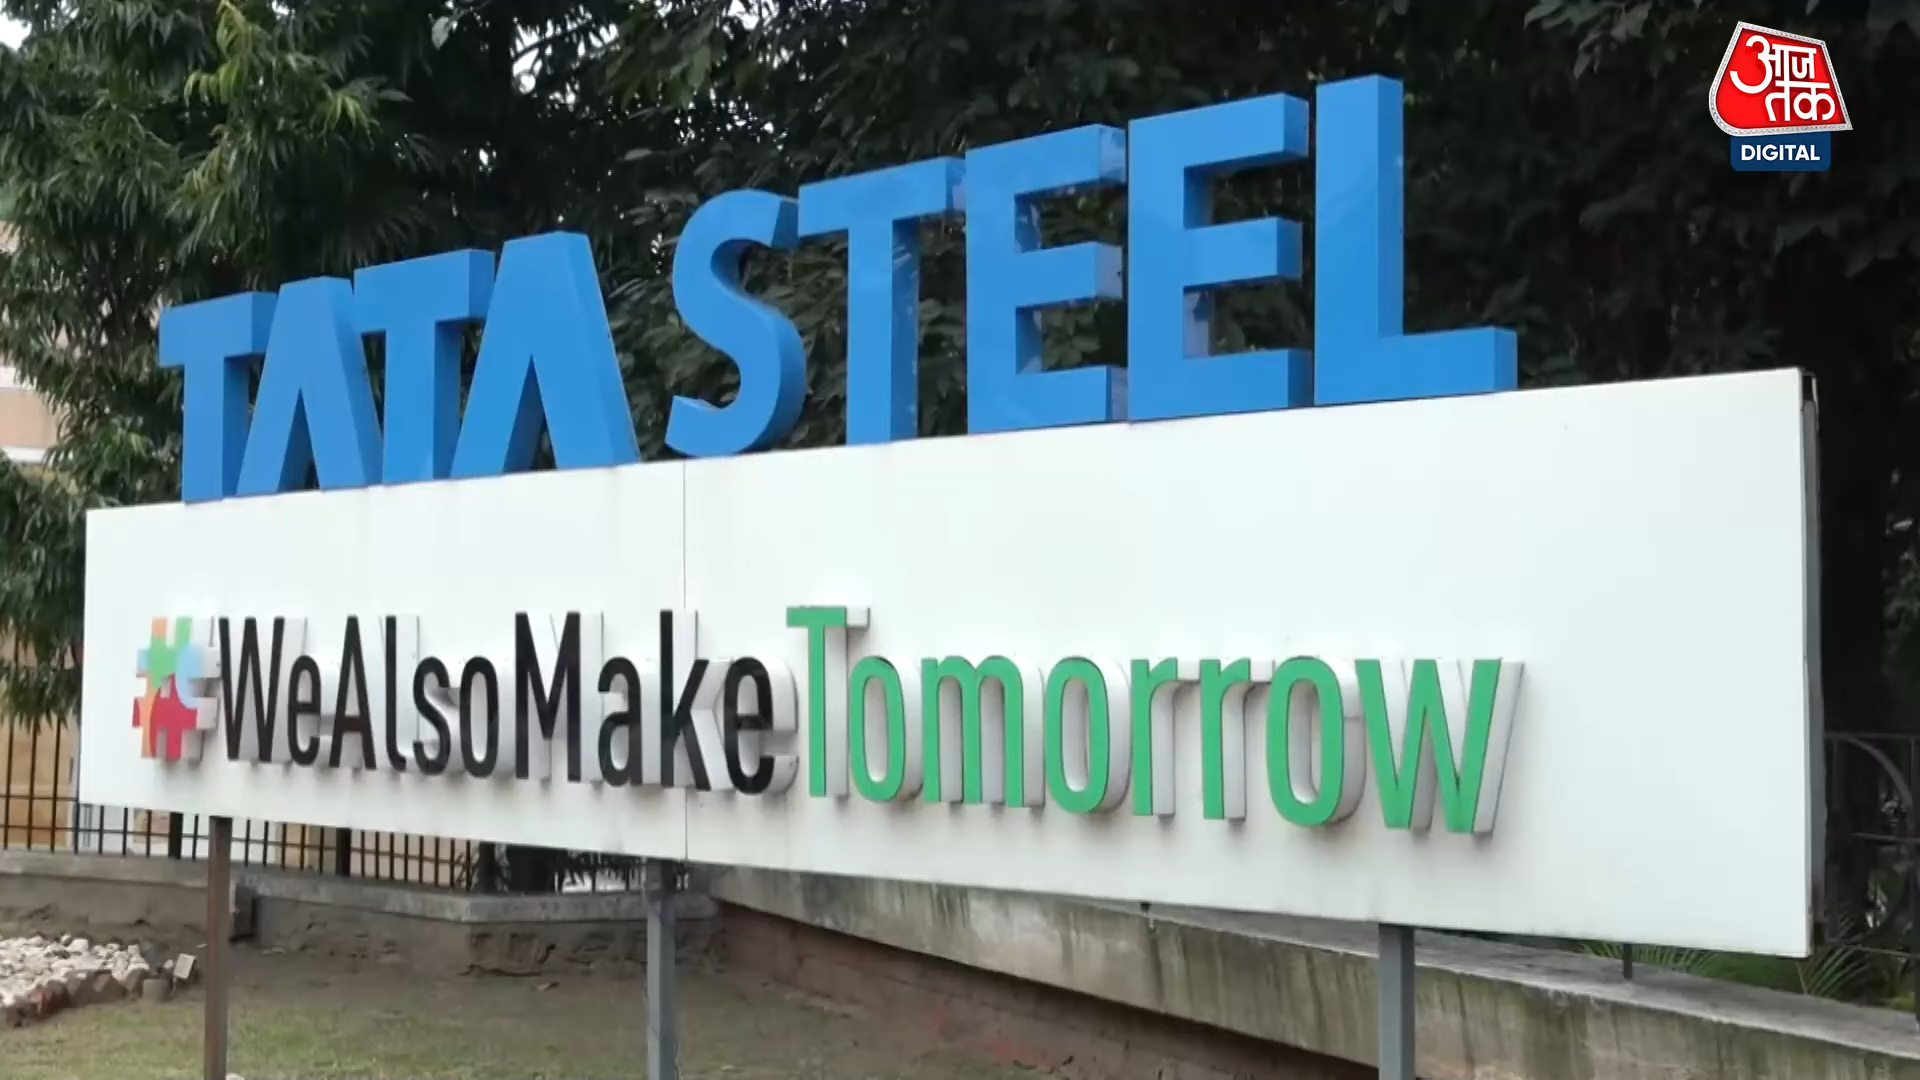 आज
तक
DIGITAL
TATA STEEL
#WeAlsoMakeTomorrow